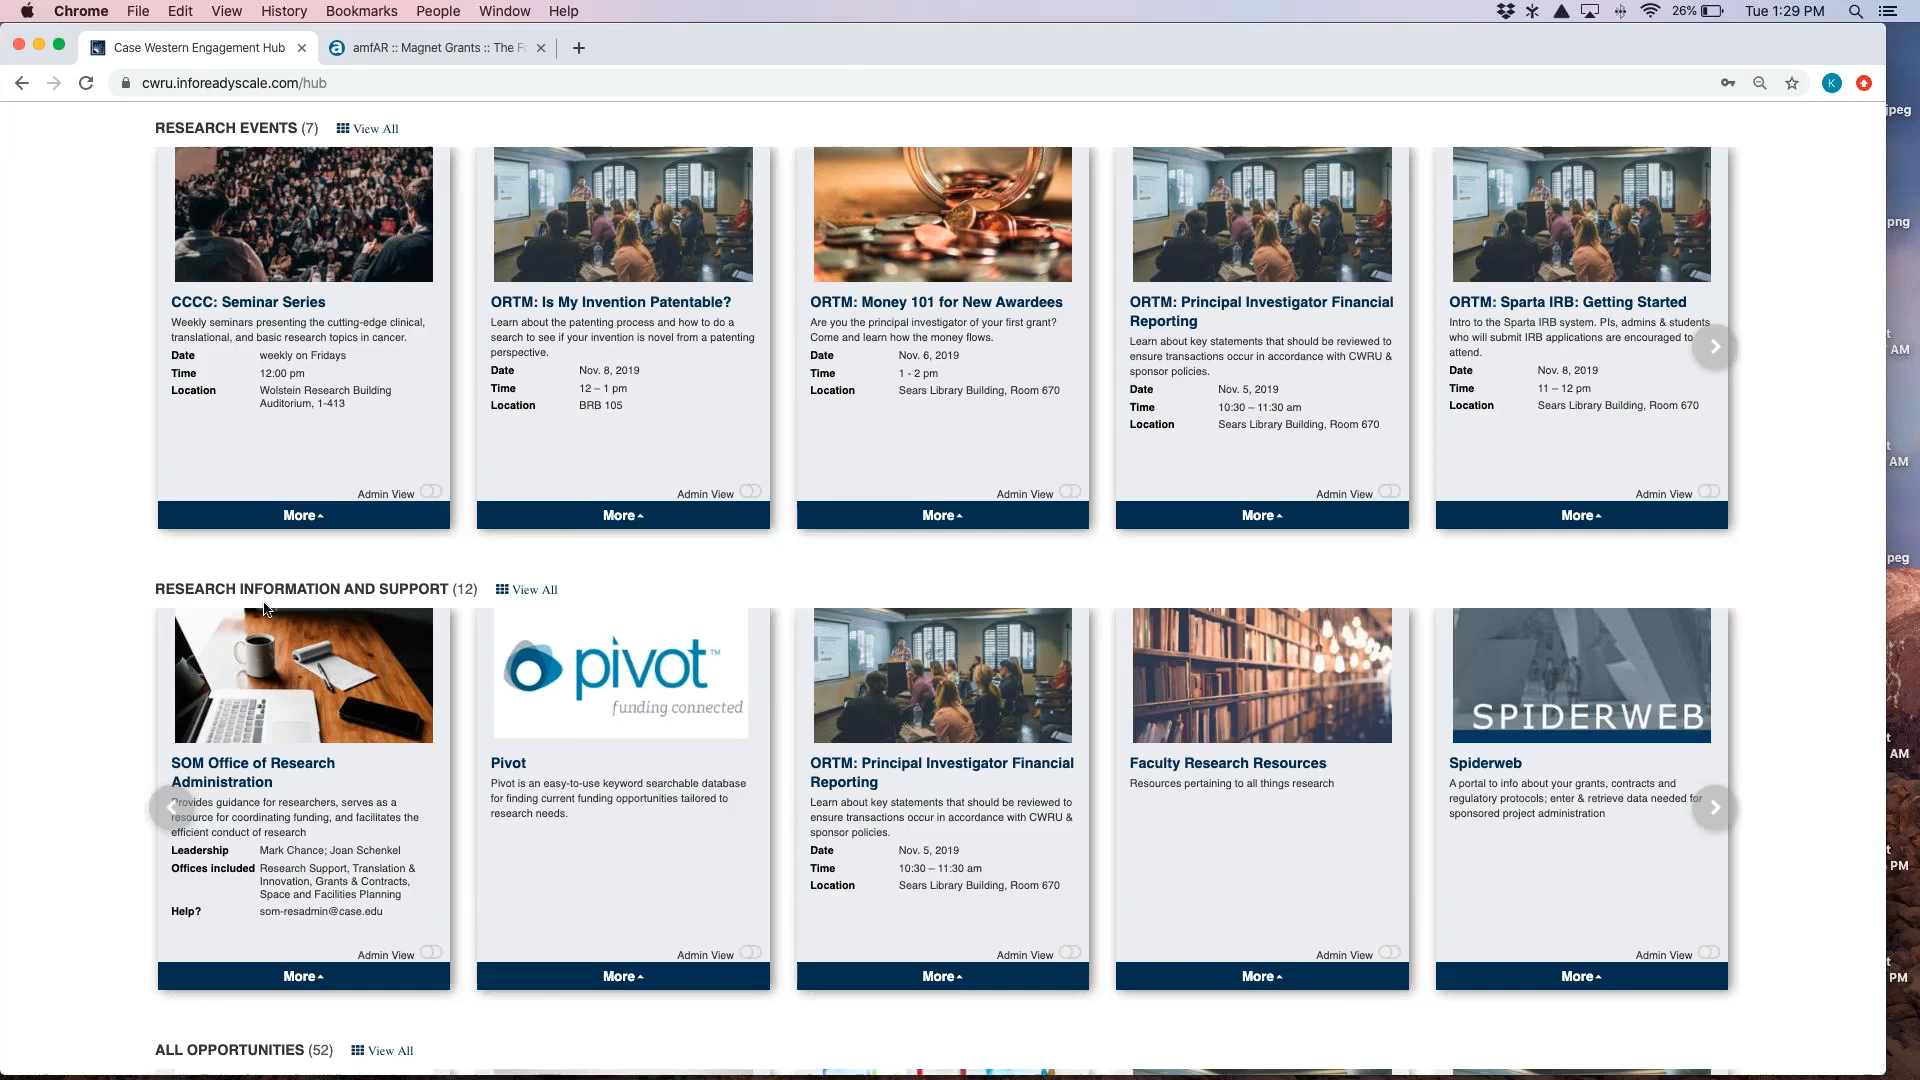 Chrome File Edit View History Bookmarks People Window Help 26% Tue 1:29 PM
Case Western Engagement Hub amfAR :: Magnet Grants :: The Fo
cwru.inforeadyscale.com/hub K
jpeg
png
t
AM
t
AM
peg
t
AM
t
PM
t
PM
RESEARCH EVENTS (7) View All
CCCC: Seminar Series
Weekly seminars presenting the cutting-edge clinical,
translational, and basic research topics in cancer.
Date weekly on Fridays
Time 12:00 pm
Location Wolstein Research Building
Auditorium, 1-413
Admin View
More
ORTM: Is My Invention Patentable?
Learn about the patenting process and how to do a
search to see if your invention is novel from a patenting
perspective.
Date Nov. 8, 2019
Time 12 – 1 pm
Location BRB 105
Admin View
More
ORTM: Money 101 for New Awardees
Are you the principal investigator of your first grant?
Come and learn how the money flows.
Date Nov. 6, 2019
Time 1 - 2 pm
Location Sears Library Building, Room 670
Admin View
More
ORTM: Principal Investigator Financial
Reporting
Learn about key statements that should be reviewed to
ensure transactions occur in accordance with CWRU &
sponsor policies.
Date Nov. 5, 2019
Time 10:30 – 11:30 am
Location Sears Library Building, Room 670
Admin View
More
ORTM: Sparta IRB: Getting Started
Intro to the Sparta IRB system. PIs, admins & students
who will submit IRB applications are encouraged to
attend.
Date Nov. 8, 2019
Time 11 – 12 pm
Location Sears Library Building, Room 670
Admin View
More
RESEARCH INFORMATION AND SUPPORT (12) View All
SOM Office of Research
Administration
Provides guidance for researchers, serves as a
resource for coordinating funding, and facilitates the
efficient conduct of research
Leadership Mark Chance; Joan Schenkel
Offices included Research Support, Translation &
Innovation, Grants & Contracts,
Space and Facilities Planning
Help? som-resadmin@case.edu
Admin View
More
pivot™
funding connected
Pivot
Pivot is an easy-to-use keyword searchable database
for finding current funding opportunities tailored to
research needs.
Admin View
More
ORTM: Principal Investigator Financial
Reporting
Learn about key statements that should be reviewed to
ensure transactions occur in accordance with CWRU &
sponsor policies.
Date Nov. 5, 2019
Time 10:30 – 11:30 am
Location Sears Library Building, Room 670
Admin View
More
Faculty Research Resources
Resources pertaining to all things research
Admin View
More
SPIDERWEB
Spiderweb
A portal to info about your grants, contracts and
regulatory protocols; enter & retrieve data needed for
sponsored project administration
Admin View
More
ALL OPPORTUNITIES (52) View All